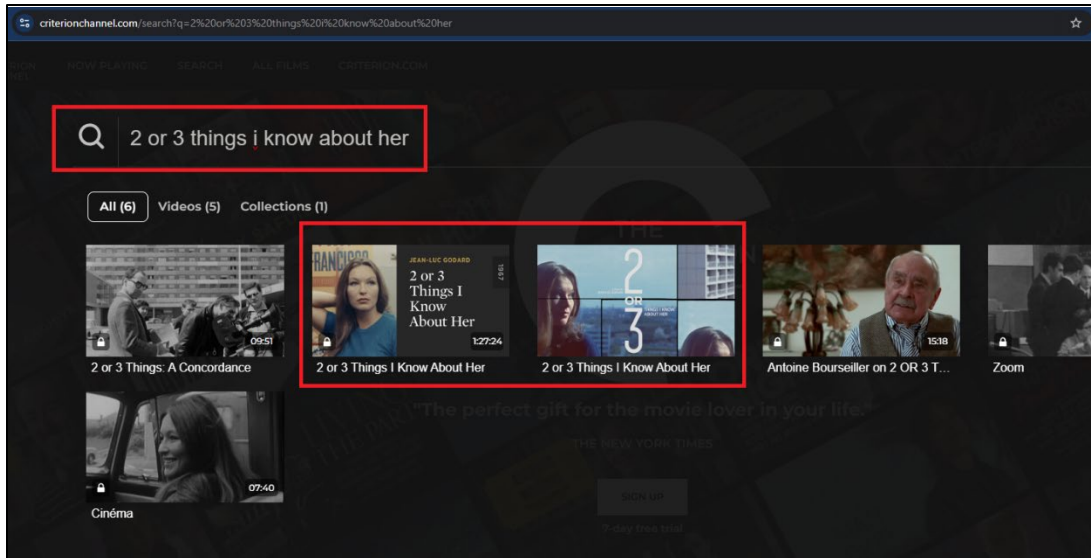 criterionchannel.com/search?q=2%20or%203%20things%20i%20know%20about%20her
NOW PLAYING SEARCH ALL FILMS CRITERION.COM
2 or 3 things i know about her
All (6) Videos (5) Collections (1)
THE
JEAN-LUC GODARD
1967
2 or 3
Things I
Know
About Her
2
OR
3
09:51
1:27:24
15:18
2 or 3 Things: A Concordance
2 or 3 Things I Know About Her
2 or 3 Things I Know About Her
Antoine Bourseiller on 2 OR 3 T...
Zoom
"The perfect gift for the movie lover in your life."
THE NEW YORK TIMES
07:40
SIGN UP
7-day free trial
Cinéma